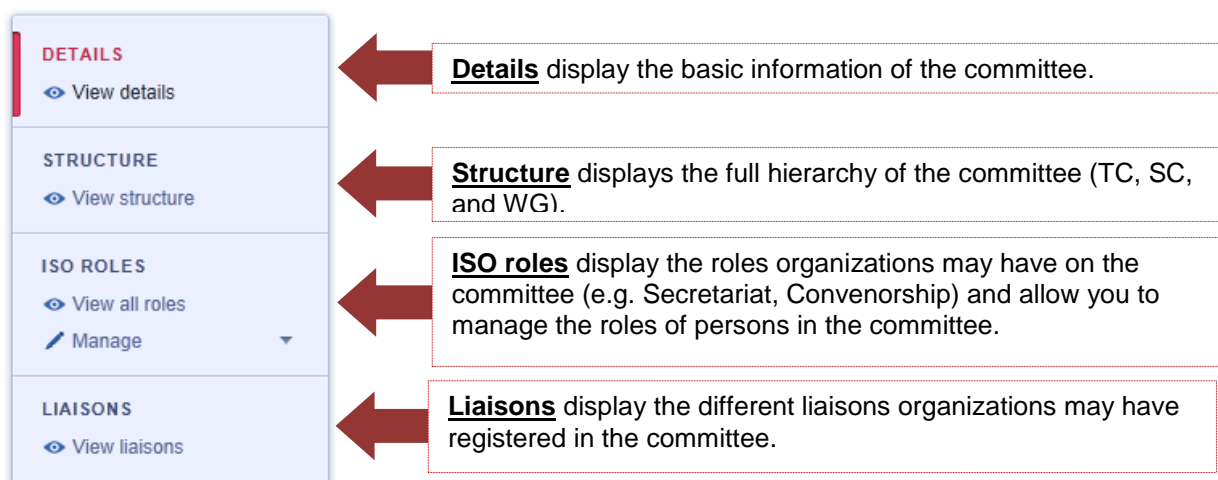 DETAILS
View details
Details display the basic information of the committee.
STRUCTURE
View structure
Structure displays the full hierarchy of the committee (TC, SC,
and WG).
ISO ROLES
View all roles
Manage
ISO roles display the roles organizations may have on the
committee (e.g. Secretariat, Convenorship) and allow you to
manage the roles of persons in the committee.
LIAISONS
View liaisons
Liaisons display the different liaisons organizations may have
registered in the committee.